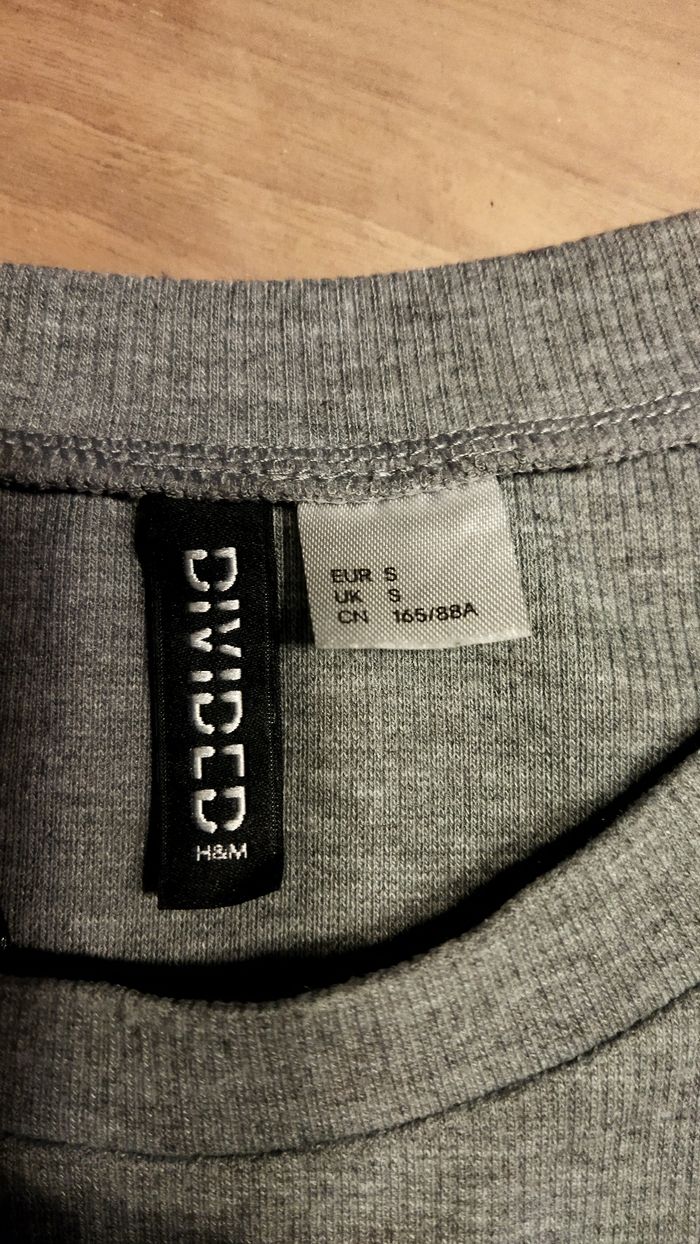 DIVIDED
H&M
EUR S
UK S
CN 165/88A